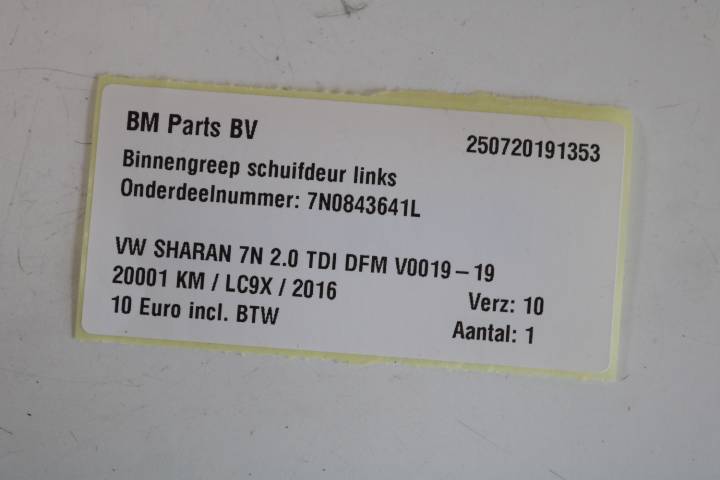 BM Parts BV
250720191353
Binnengreep schuifdeur links
Onderdeelnummer: 7N0843641L
VW SHARAN 7N 2.0 TDI DFM V0019 – 19
20001 KM / LC9X / 2016
Verz: 10
10 Euro incl. BTW
Aantal: 1